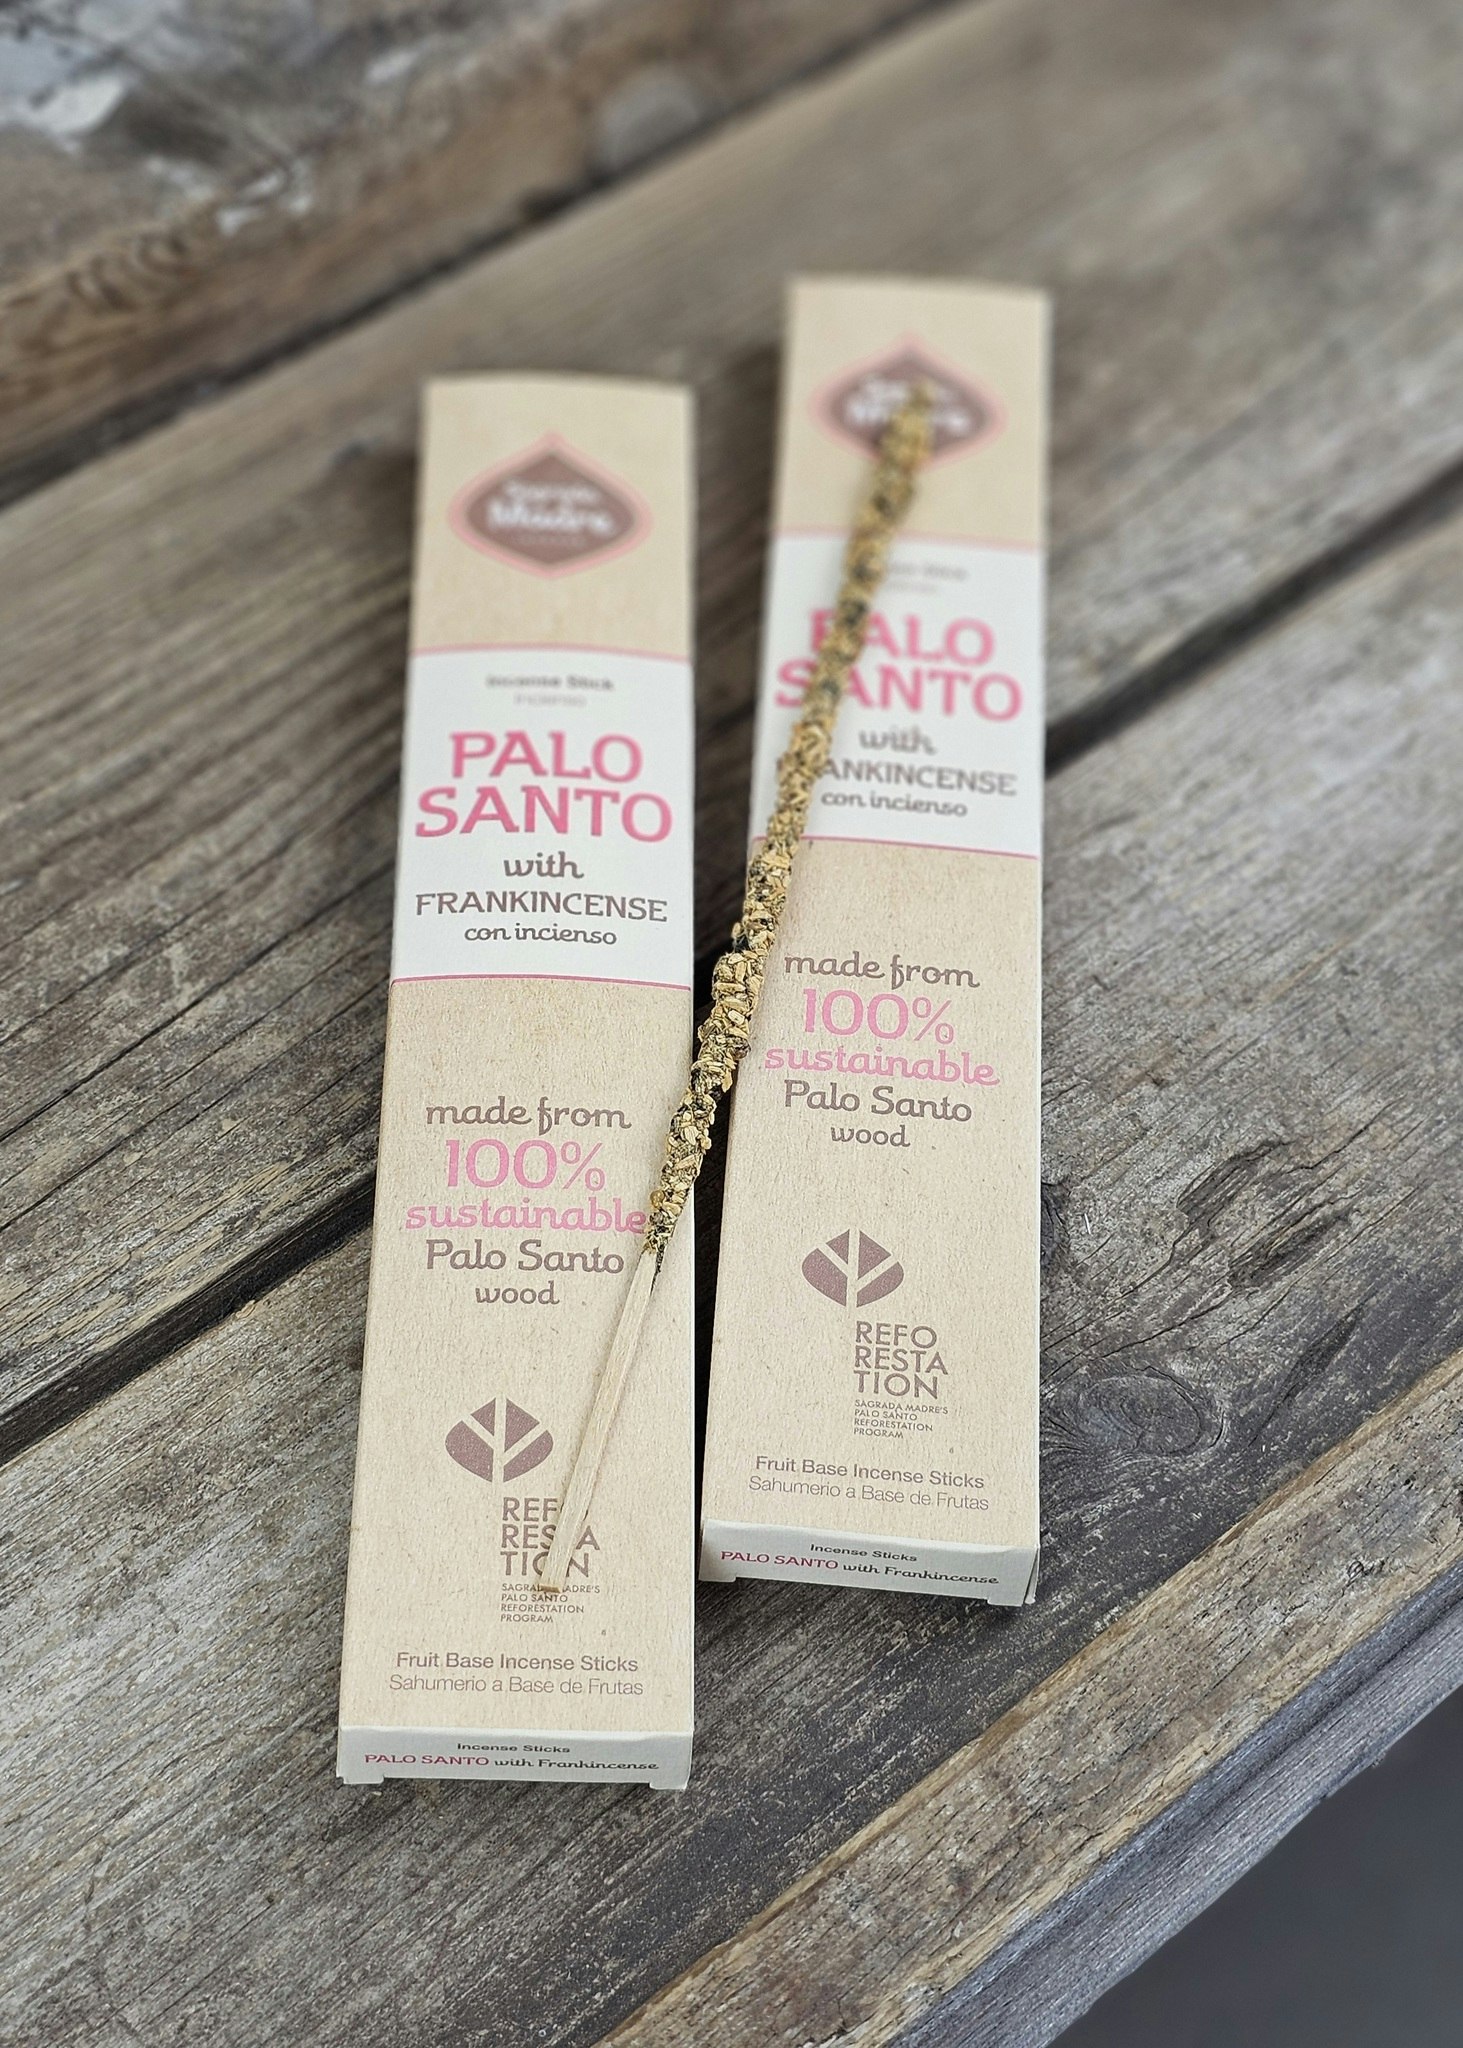 Sagrada
Madre
Incense Stick
PALO
SANTO
with
FRANKINCENSE
con incienso
made from
100%
sustainable
Palo Santo
wood
REFO
RESTA
TION
SAGRADA MADRE'S
PALO SANTO
REFORESTATION
PROGRAM
Fruit Base Incense Sticks
Sahumerio a Base de Frutas
Incense Sticks
PALO SANTO with Frankincense
Madre
PALO
SANTO
with
FRANKINCENSE
con incienso
made from
100%
sustainable
Palo Santo
wood
REFO
RESTA
TION
SAGRADA MADRE'S
PALO SANTO
REFORESTATION
PROGRAM
Fruit Base Incense Sticks
Sahumerio a Base de Frutas
Incense Sticks
PALO SANTO with Frankincense